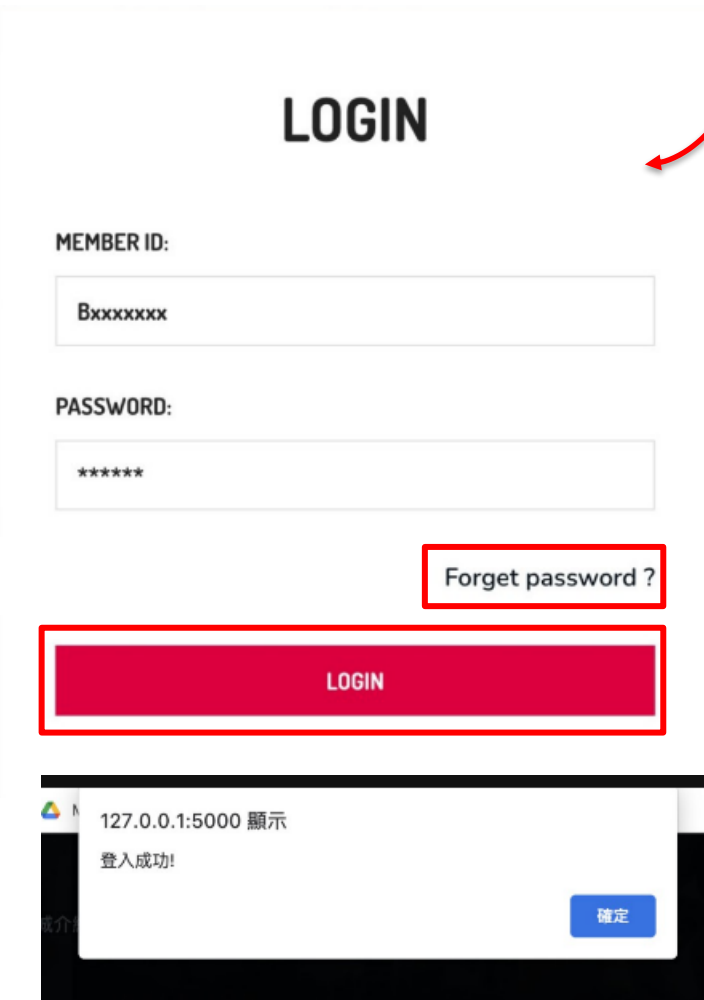 LOGIN
MEMBER ID:
Bxxxxxxx
PASSWORD:
******
Forget password ?
LOGIN
127.0.0.1:5000 顯示
登入成功!
確定